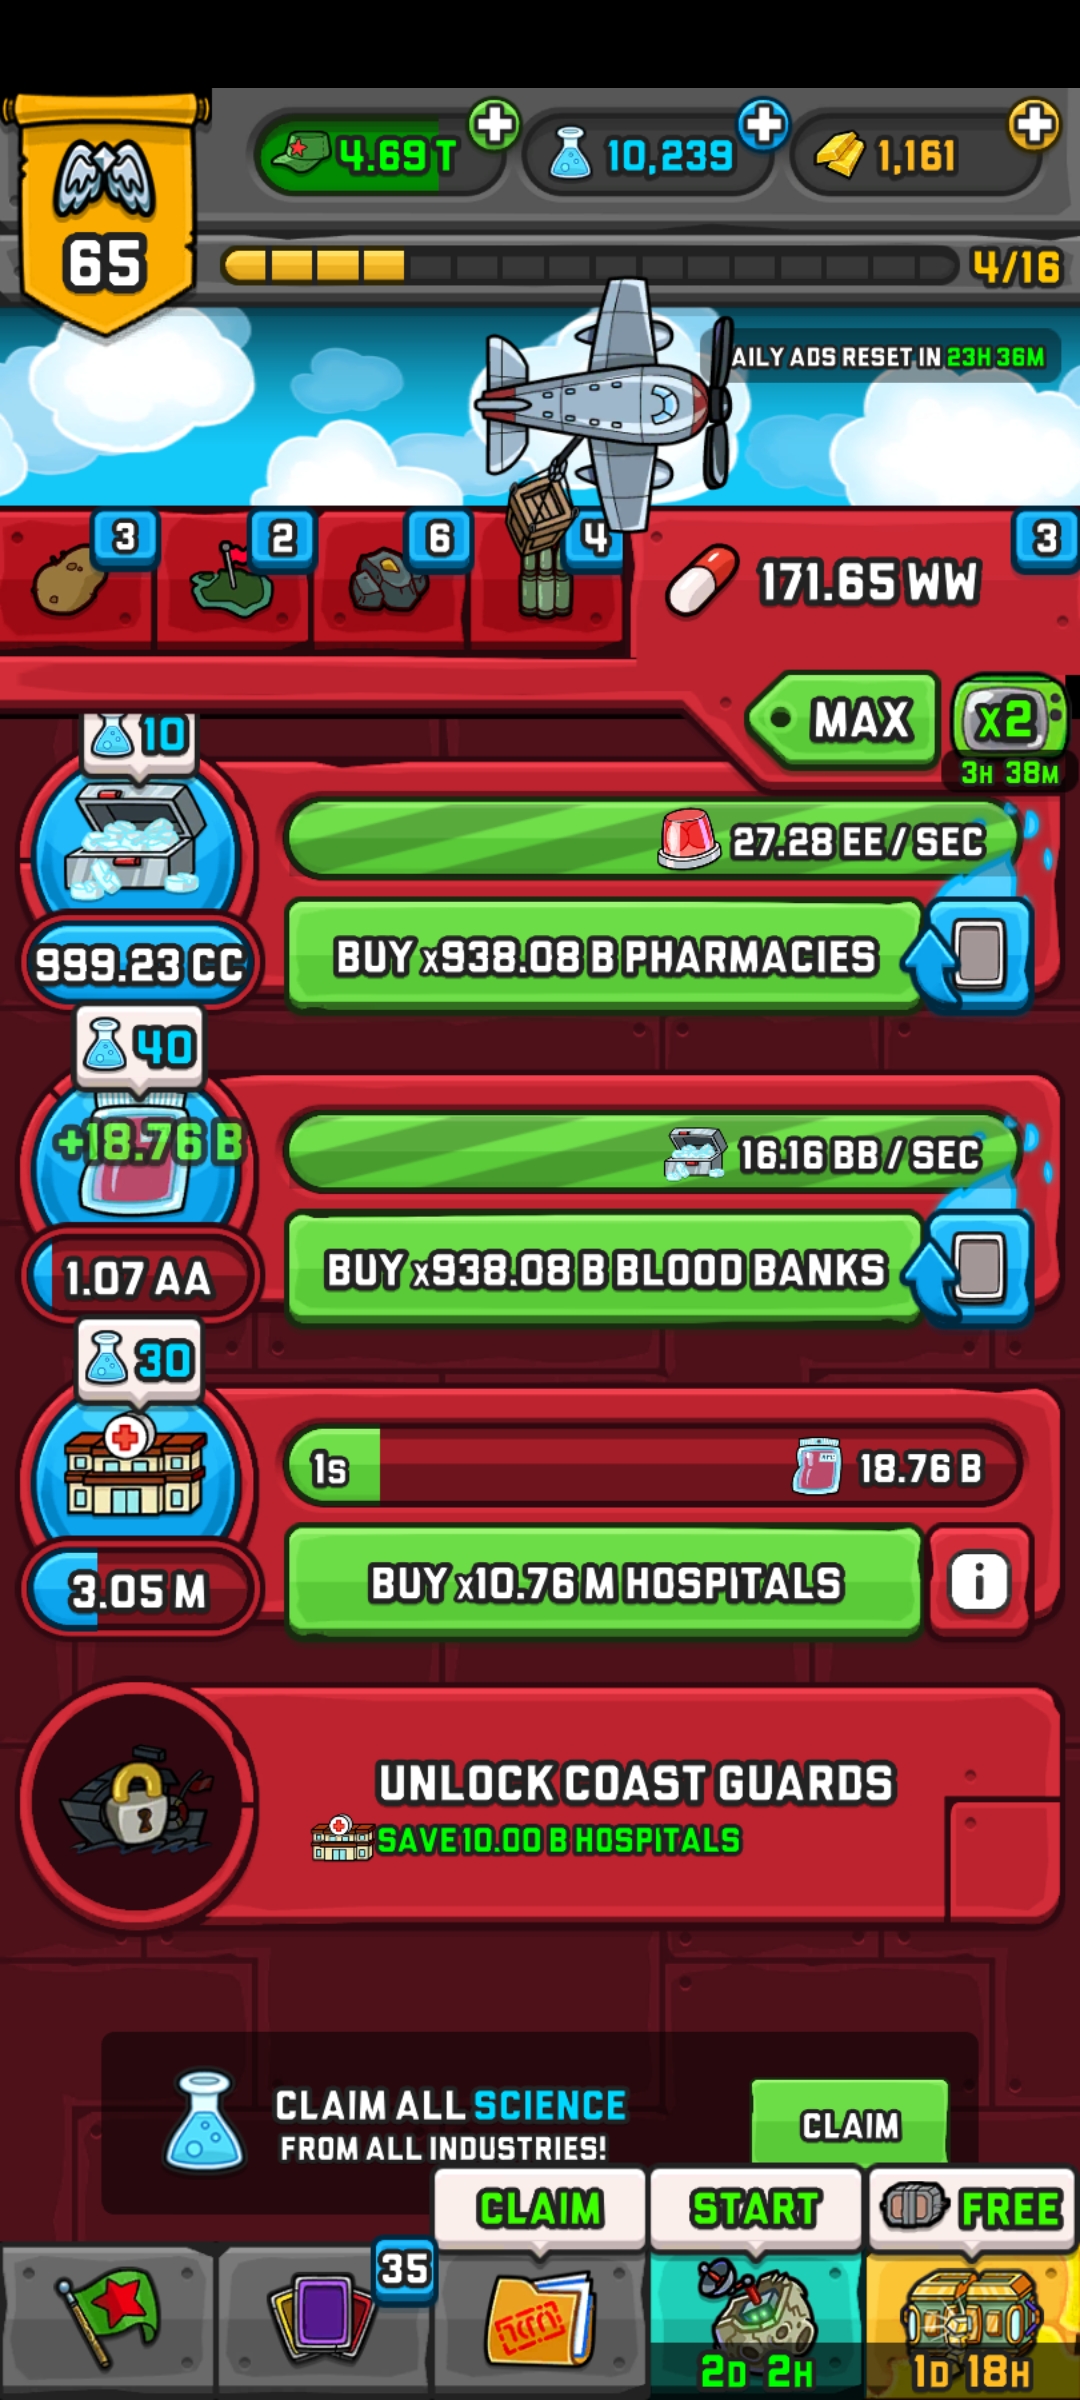 65
4.69 T
10,239
1,161
4/16
AILY ADS RESET IN 23H 36M
3
2
6
4
171.65 WW
3
MAX
x2
3H 38M
10
27.28 EE / SEC
999.23 CC
BUY x938.08 B PHARMACIES
40
+18.76 B
16.16 BB / SEC
1.07 AA
BUY x938.08 B BLOOD BANKS
30
1s
18.76 B
3.05 M
BUY x10.76 M HOSPITALS
i
UNLOCK COAST GUARDS
SAVE 10.00 B HOSPITALS
CLAIM ALL SCIENCE
FROM ALL INDUSTRIES!
CLAIM
CLAIM
START
FREE
35
2D 2H
1D 18H